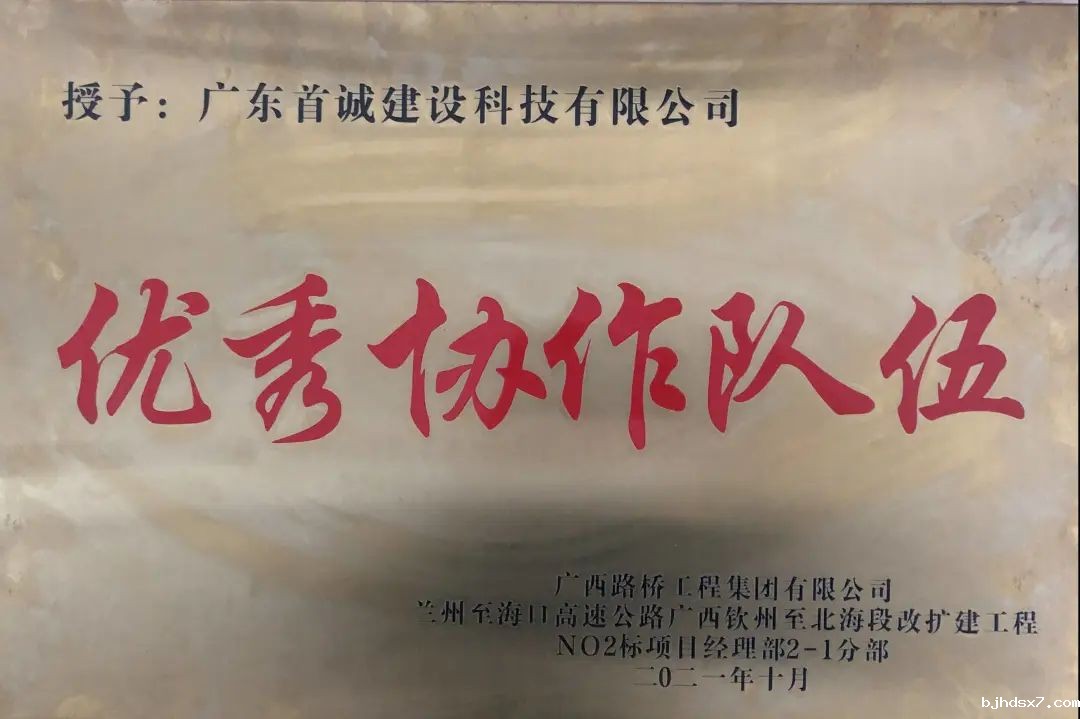 授予：广东首诚建设科技有限公司
优秀协作队伍
广西路桥工程集团有限公司
兰州至海口高速公路广西钦州至北海段改扩建工程
NO2标项目经理部2-1分部
二〇二一年十月
bjhdsx7.com